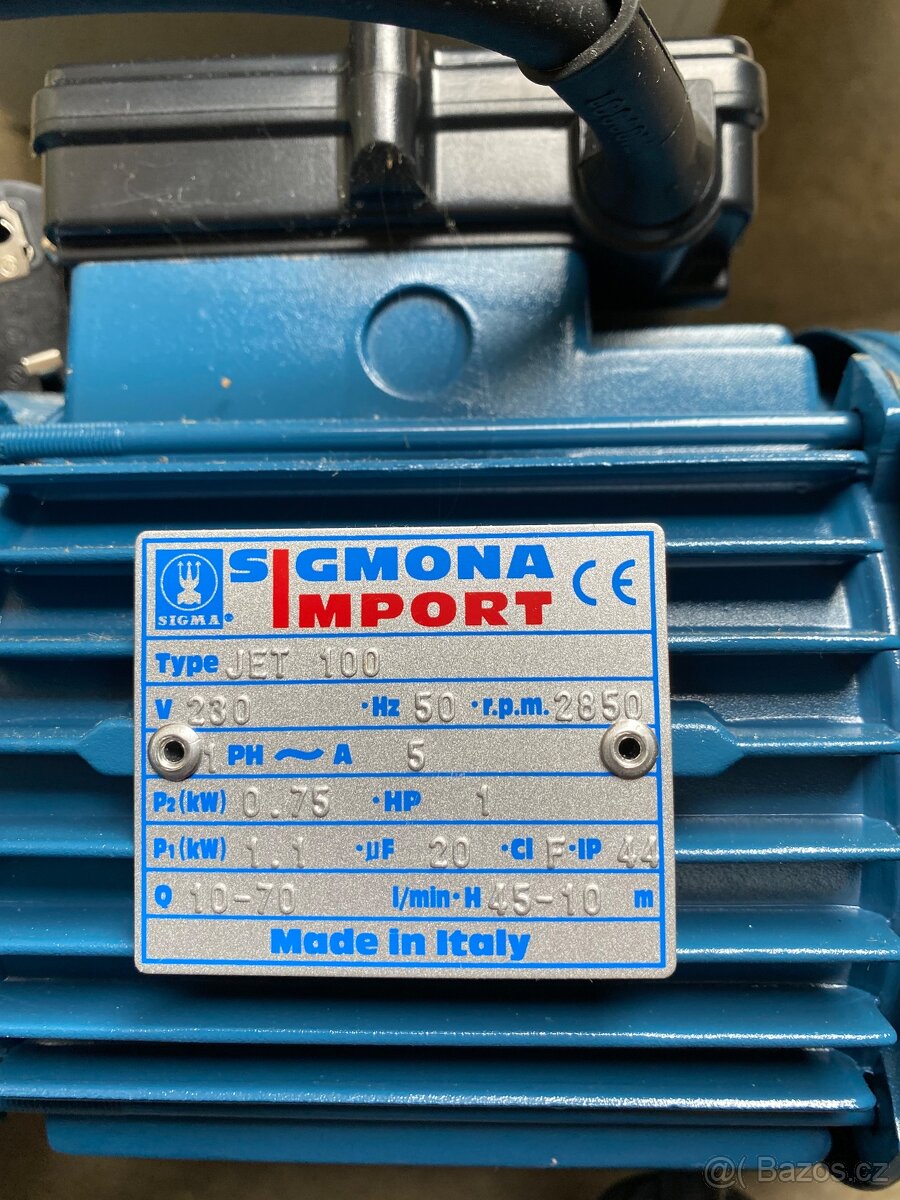 SIGMONA
IMPORT
CE
SIGMA®
Type JET 100
V 230 ·Hz 50 ·r.p.m. 2850
1 PH ~ A 5
P2(kW) 0.75 ·HP 1
P1(kW) 1.1 ·µF 20 ·Cl F ·IP 44
Q 10-70 l/min·H 45-10 m
Made in Italy
@( Bazos.cz